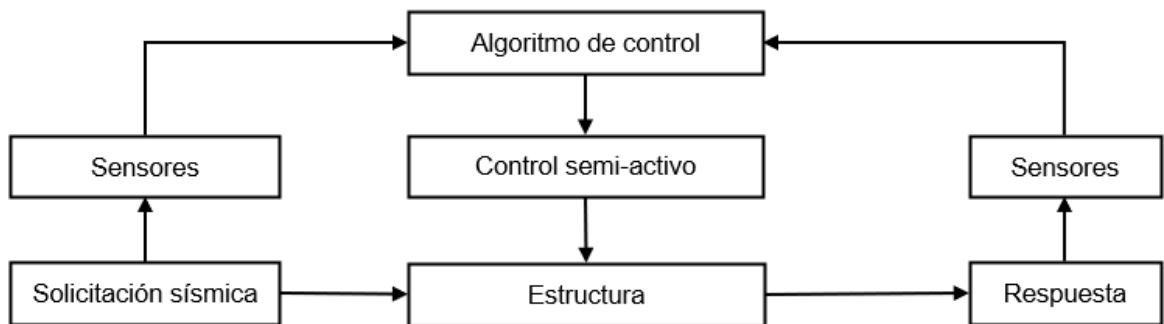 Algoritmo de control
Sensores
Control semi-activo
Sensores
Solicitación sísmica
Estructura
Respuesta